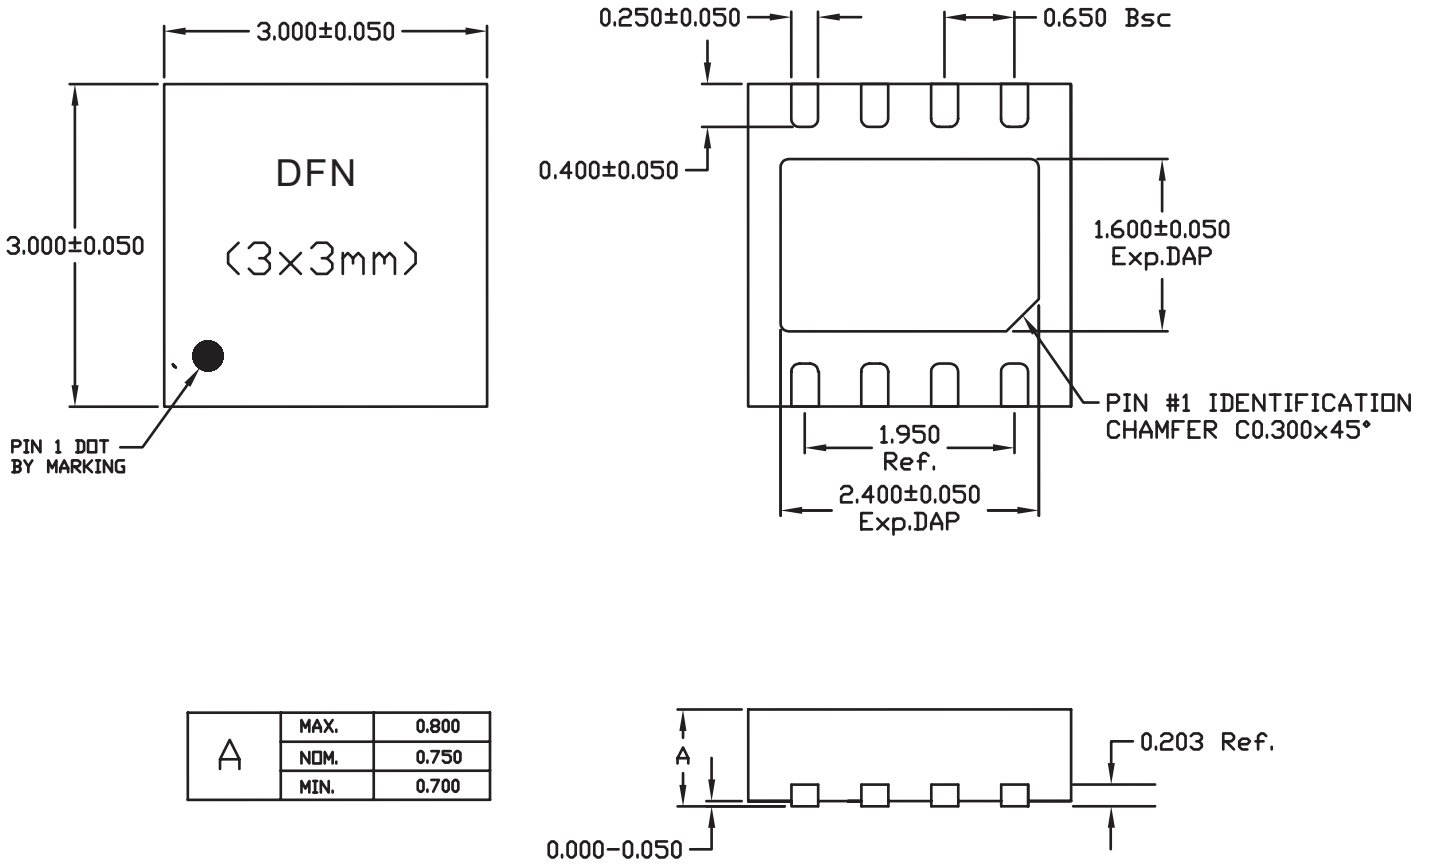 3.000±0.050
DFN
(3x3mm)
3.000±0.050
PIN 1 DOT
BY MARKING
0.250±0.050
0.650 Bsc
0.400±0.050
1.600±0.050
Exp.DAP
PIN #1 IDENTIFICATION
CHAMFER C0.300x45°
1.950
Ref.
2.400±0.050
Exp.DAP
A
MAX. 0.800
NOM. 0.750
MIN. 0.700
A
0.203 Ref.
0.000-0.050